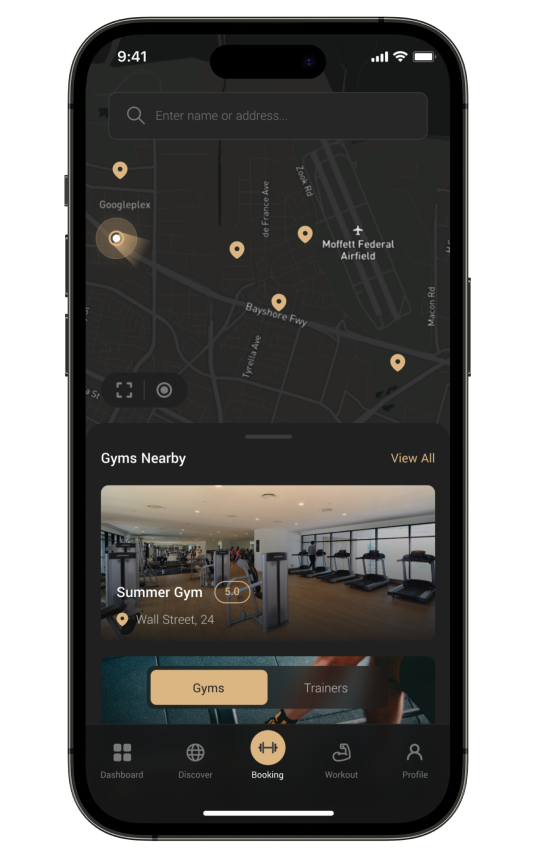 9:41
Enter name or address...
Zook Rd
de France Ave
Googleplex
Moffett Federal
Airfield
Macon Rd
Bayshore Fwy
Tyrella Ave
a St
Gyms Nearby
View All
Summer Gym
5.0
Wall Street, 24
Gyms
Trainers
Dashboard
Discover
Booking
Workout
Profile